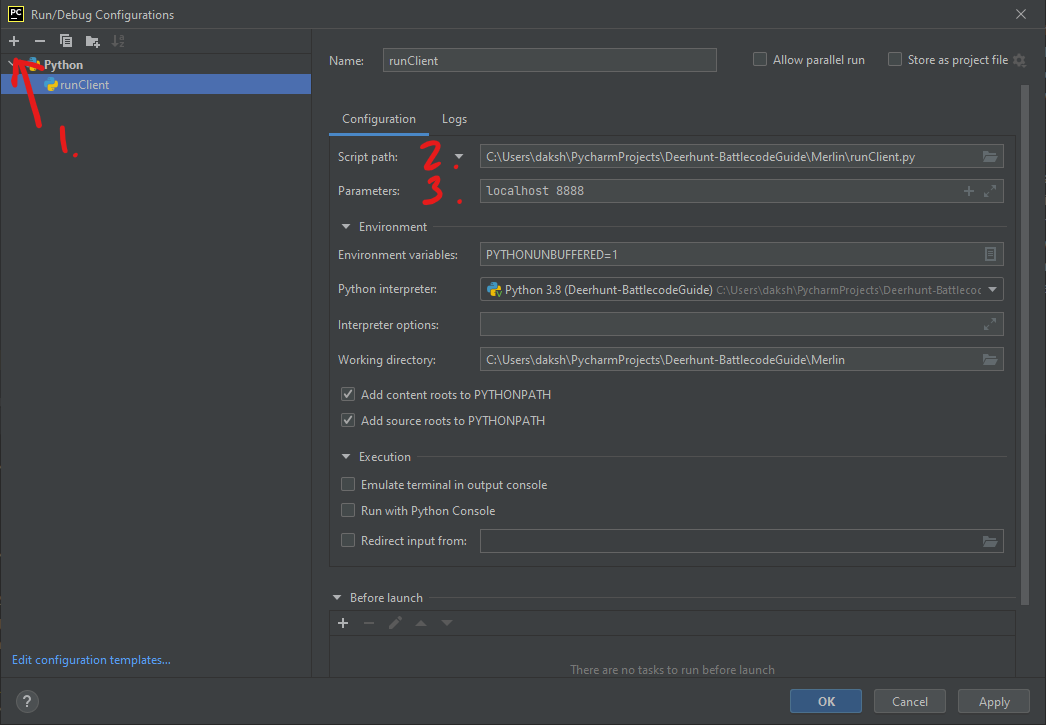 PC Run/Debug Configurations
Python
runClient
1.
Name: runClient
Allow parallel run
Store as project file
Configuration Logs
Script path: 2. C:\Users\daksh\PycharmProjects\Deerhunt-BattlecodeGuide\Merlin\runClient.py
Parameters: 3. localhost 8888
Environment
Environment variables: PYTHONUNBUFFERED=1
Python interpreter: Python 3.8 (Deerhunt-BattlecodeGuide) C:\Users\daksh\PycharmProjects\Deerhunt-Battlecoc
Interpreter options:
Working directory: C:\Users\daksh\PycharmProjects\Deerhunt-BattlecodeGuide\Merlin
Add content roots to PYTHONPATH
Add source roots to PYTHONPATH
Execution
Emulate terminal in output console
Run with Python Console
Redirect input from:
Before launch
There are no tasks to run before launch
Edit configuration templates...
? OK Cancel Apply